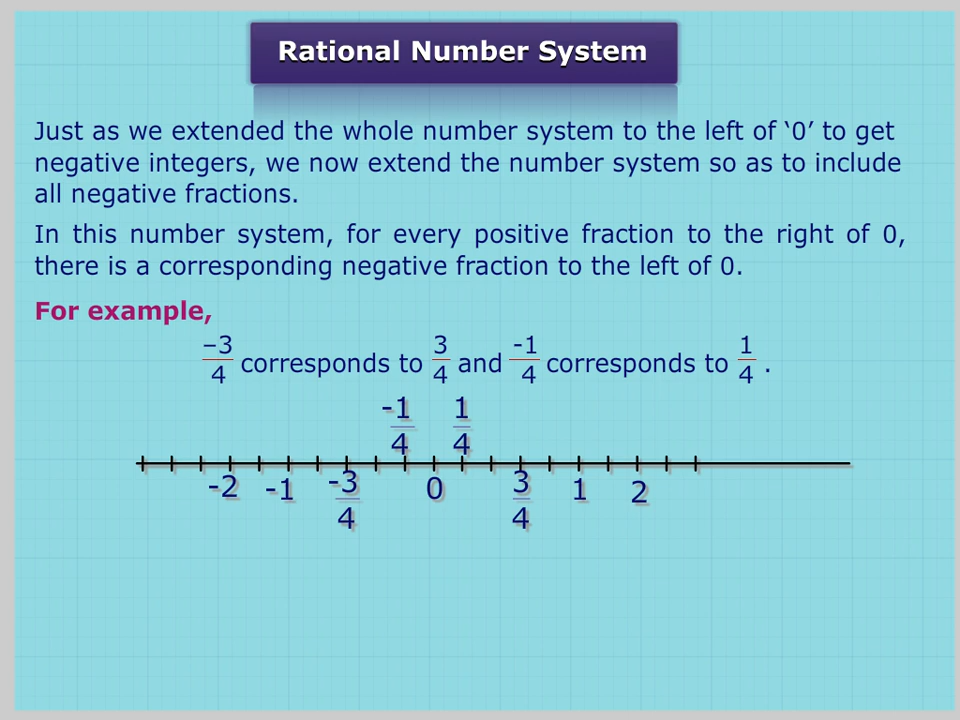 Rational Number System
Just as we extended the whole number system to the left of ‘0’ to get
negative integers, we now extend the number system so as to include
all negative fractions.
In this number system, for every positive fraction to the right of 0,
there is a corresponding negative fraction to the left of 0.
For example,
–3/4 corresponds to 3/4 and -1/4 corresponds to 1/4 .
-1/4 1/4
-2 -1 -3/4 0 3/4 1 2